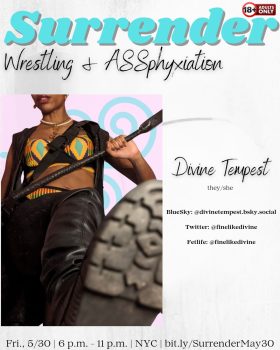 Surrender
18+ ADULTS ONLY
Wrestling & ASSphyxiation
Divine Tempest
they/she
BlueSky: @divinetempest.bsky.social
Twitter: @finelikedivine
Fetlife: @finelikedivine
Fri., 5/30 | 6 p.m. - 11 p.m. | NYC | bit.ly/SurrenderMay30